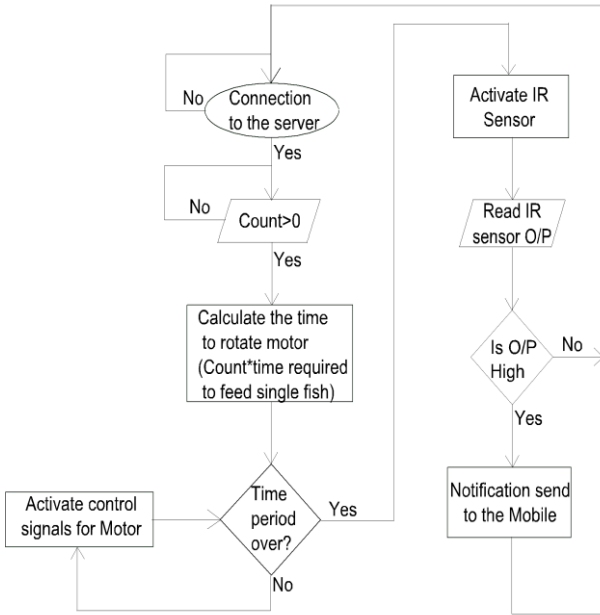 No
Connection
to the server
Yes
No
Count>0
Yes
Calculate the time
to rotate motor
(Count*time required
to feed single fish)
Activate control
signals for Motor
Time
period
over?
Yes
No
Activate IR
Sensor
Read IR
sensor O/P
Is O/P
High
No
Yes
Notification send
to the Mobile